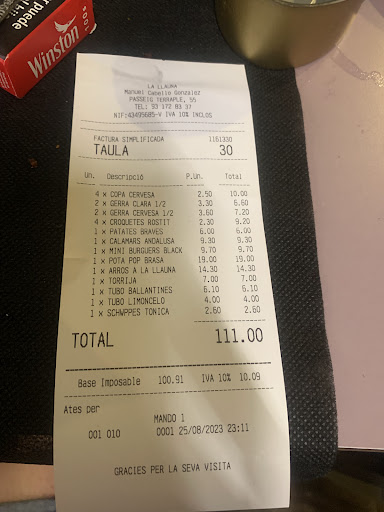 r puede
Winston
LA LLAUNA
Manuel Cabello Gonzalez
PASSEIG TERRAPLE, 55
TEL: 93 172 83 37
NIF:43495685-V IVA 10% INCLOS
FACTURA SIMPLIFICADA 1161330
TAULA 30
Un. Descripció P.Un. Total
4 x COPA CERVESA 2.50 10.00
2 x GERRA CLARA 1/2 3.30 6.60
2 x GERRA CERVESA 1/2 3.60 7.20
4 x CROQUETES ROSTIT 2.30 9.20
1 x PATATES BRAVES 6.00 6.00
1 x CALAMARS ANDALUSA 9.30 9.30
1 x MINI BURGUERS BLACK 9.70 9.70
1 x POTA POP BRASA 19.00 19.00
1 x ARROS A LA LLAUNA 14.30 14.30
1 x TORRIJA 7.00 7.00
1 x TUBO BALLANTINES 6.10 6.10
1 x TUBO LIMONCELO 4.00 4.00
1 x SCHWPPES TONICA 2.60 2.60
TOTAL 111.00
Base Imposable 100.91 IVA 10% 10.09
Ates per
MANDO 1
001 010 0001 25/08/2023 23:11
GRACIES PER LA SEVA VISITA